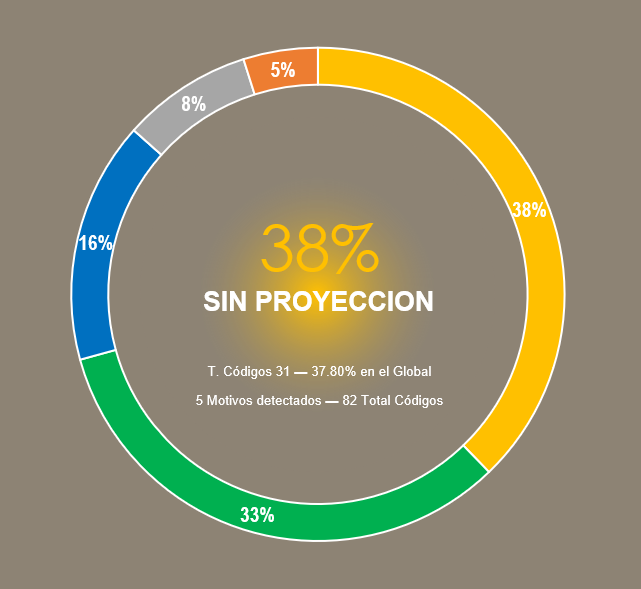 5%
8%
38%
16%
38%
SIN PROYECCION
T. Códigos 31 — 37.80% en el Global
5 Motivos detectados — 82 Total Códigos
33%